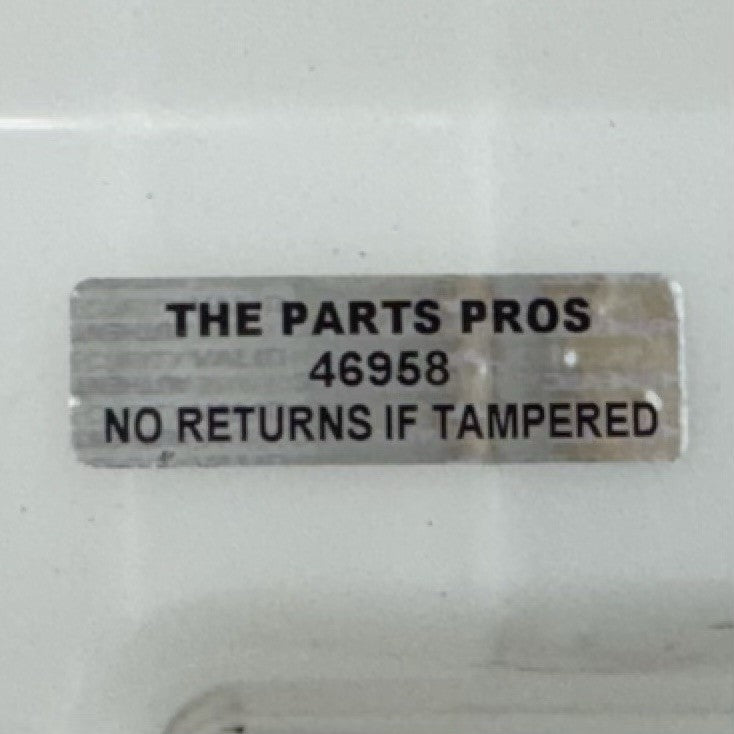 THE PARTS PROS
46958
NO RETURNS IF TAMPERED